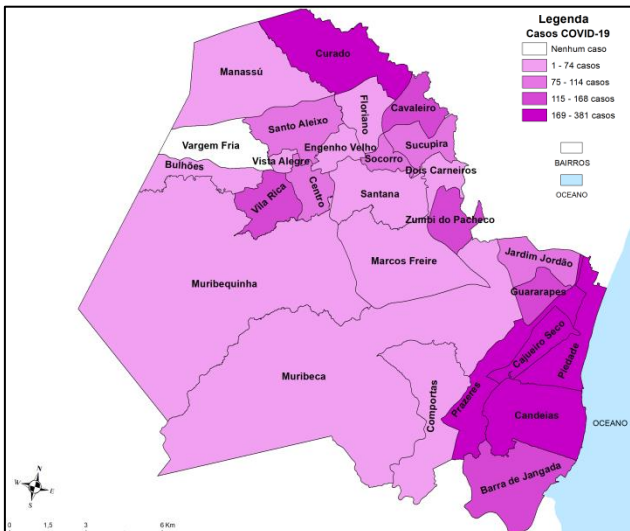 Legenda
Casos COVID-19
Nenhum caso
1 - 74 casos
75 - 114 casos
115 - 168 casos
169 - 381 casos
BAIRROS
OCEANO
Curado
Manassú
Floriano
Cavaleiro
Santo Aleixo
Vargem Fria
Engenho Velho
Sucupira
Vista Alegre
Socorro
Bulhões
Dois Carneiros
Vila Rica
Centro
Santana
Zumbi do Pacheco
Marcos Freire
Jardim Jordão
Muribequinha
Guararapes
Cajueiro Seco
Piedade
Muribeca
Comportas
Prazeres
Candeias
OCEANO
Barra de Jangada
N
W
E
S
0 1,5 3 6 Km